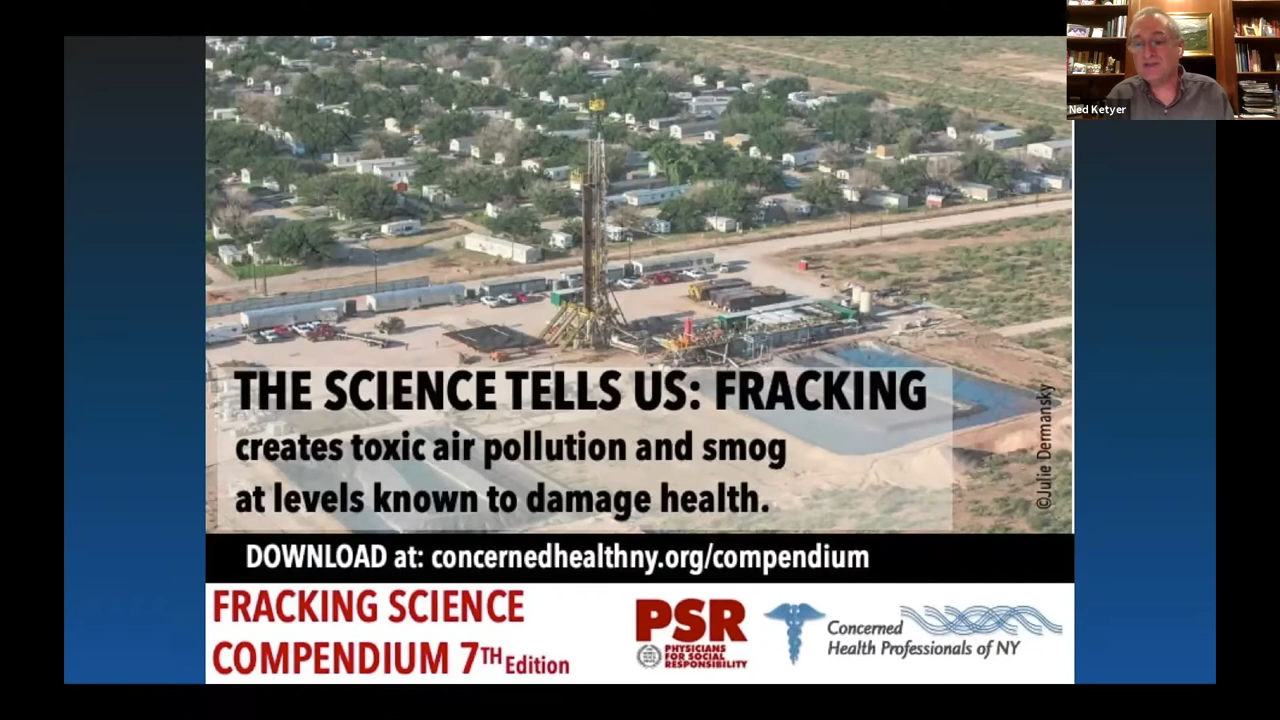 Ned Ketyer
THE SCIENCE TELLS US: FRACKING
creates toxic air pollution and smog
at levels known to damage health.
©Julie Dermansky
DOWNLOAD at: concernedhealthny.org/compendium
FRACKING SCIENCE
COMPENDIUM 7TH Edition
PSR
PHYSICIANS
FOR SOCIAL
RESPONSIBILITY
Concerned
Health Professionals of NY